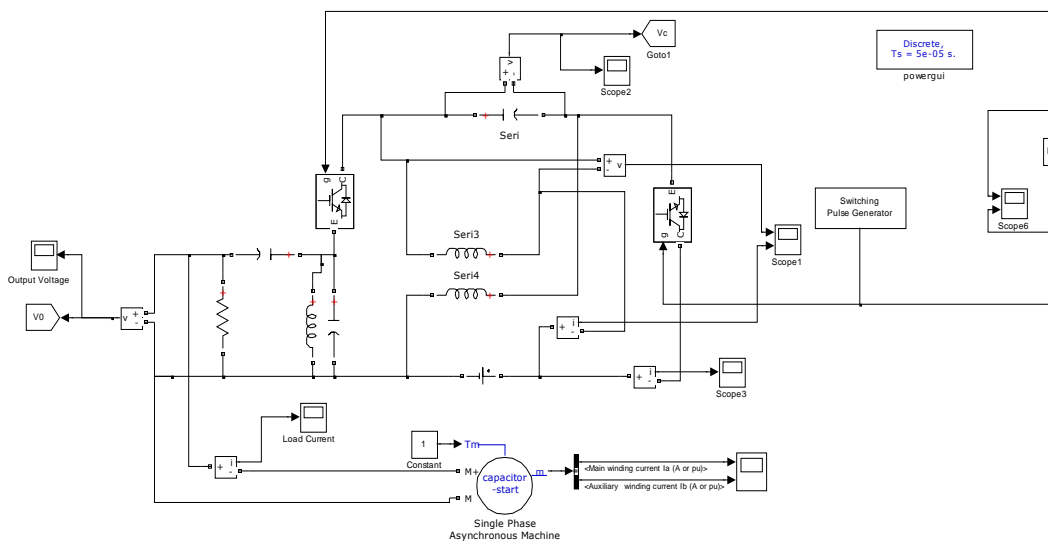 Vc
Goto1
Discrete,
Ts = 5e-05 s.
powergui
v
+
-
Scope2
Seri
+
-
v
g
C
E
E
g
C
Switching
Pulse Generator
Scope6
Scope1
Seri3
Seri4
Output Voltage
V0
v
+
-
+
i
-
+
i
-
Scope3
Load Current
+
i
-
1
Constant
Tm
M+
M
capacitor
-start
m
<Main winding current Ia (A or pu)>
<Auxiliary winding current Ib (A or pu)>
Single Phase
Asynchronous Machine